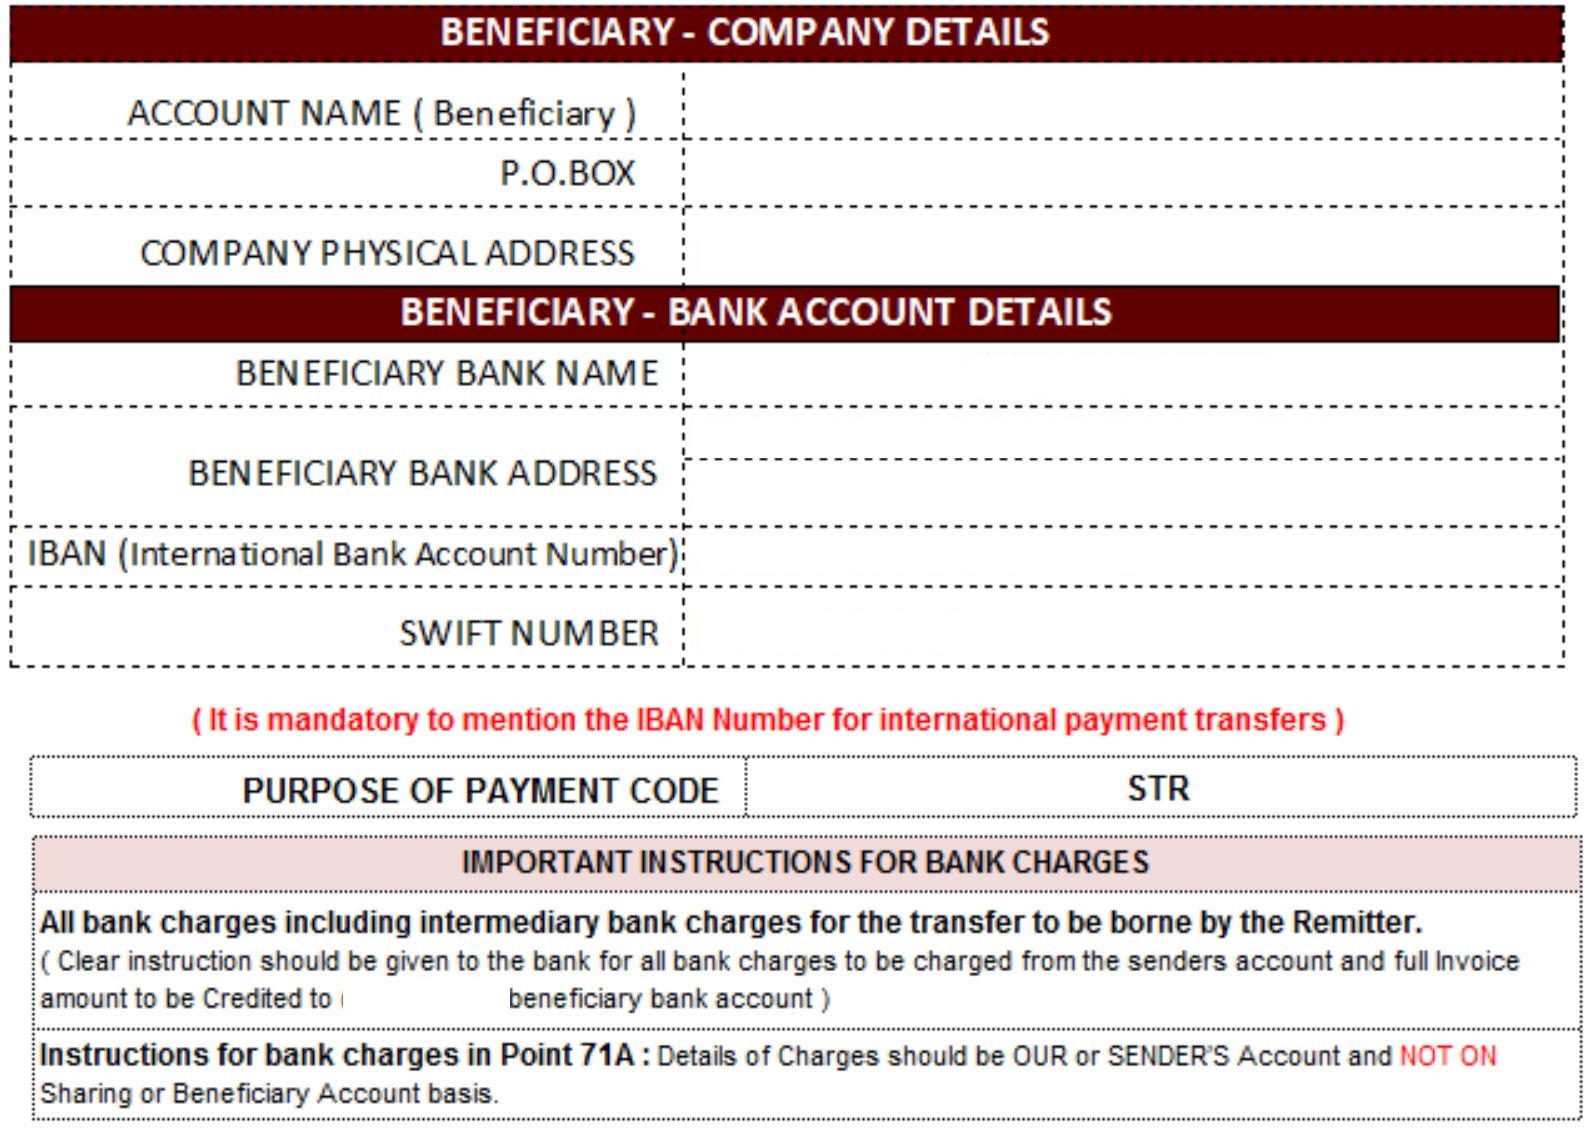 BENEFICIARY - COMPANY DETAILS
ACCOUNT NAME ( Beneficiary )
P.O.BOX
COMPANY PHYSICAL ADDRESS
BENEFICIARY - BANK ACCOUNT DETAILS
BENEFICIARY BANK NAME
BENEFICIARY BANK ADDRESS
IBAN (International Bank Account Number)
SWIFT NUMBER
( It is mandatory to mention the IBAN Number for international payment transfers )
PURPOSE OF PAYMENT CODE STR
IMPORTANT INSTRUCTIONS FOR BANK CHARGES
All bank charges including intermediary bank charges for the transfer to be borne by the Remitter.
( Clear instruction should be given to the bank for all bank charges to be charged from the senders account and full Invoice
amount to be Credited to beneficiary bank account )
Instructions for bank charges in Point 71A : Details of Charges should be OUR or SENDER'S Account and NOT ON
Sharing or Beneficiary Account basis.